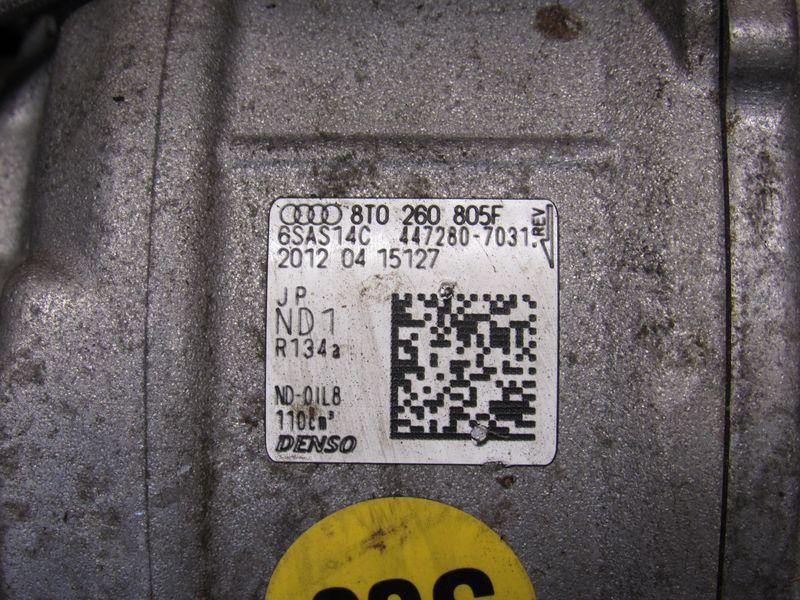 8T0 260 805F
6SAS14C 447280-7031
REV
2012 04 15127
JP
ND1
R134a
ND-OIL8
110cm³
DENSO